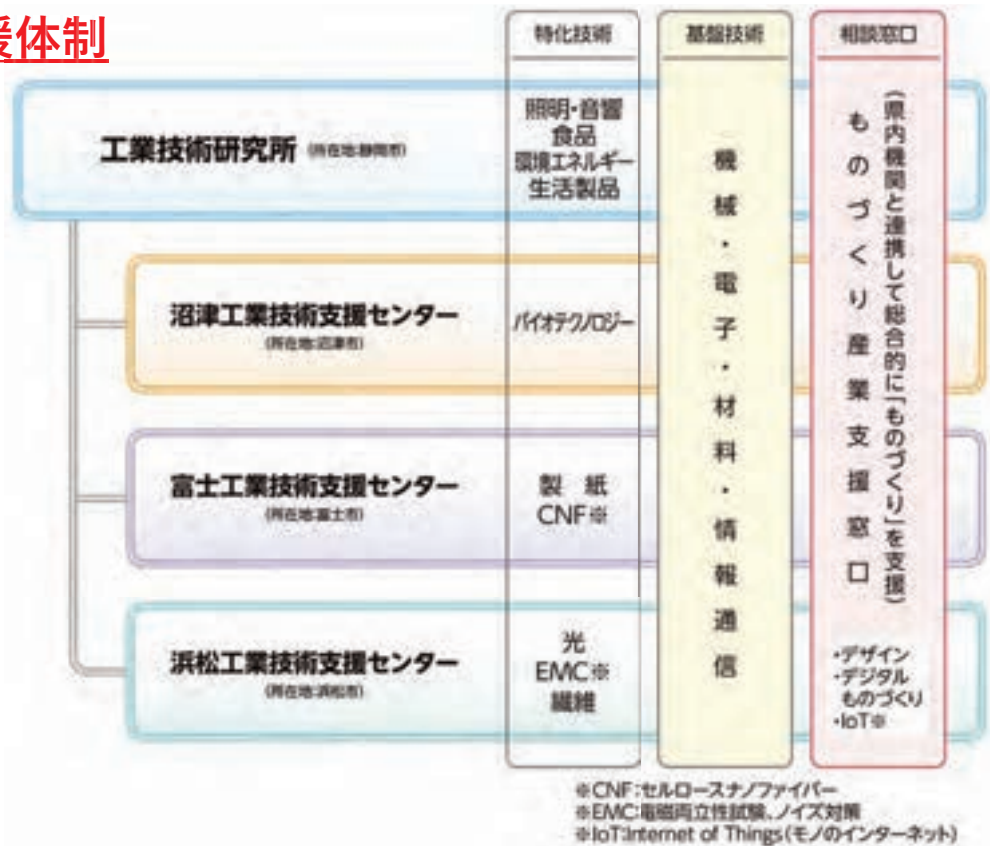 援体制
特化技術
基盤技術
相談窓口
工業技術研究所 (所在地:静岡市)
照明・音響
食品
環境エネルギー
生活製品
沼津工業技術支援センター
(所在地:沼津市)
バイオテクノロジー
富士工業技術支援センター
(所在地:富士市)
製 紙
CNF※
浜松工業技術支援センター
(所在地:浜松市)
光
EMC※
繊維
機械・電子・材料・情報通信
ものづくり産業支援窓口
(県内機関と連携して総合的に「ものづくり」を支援)
・デザイン
・デジタル
ものづくり
・IoT※
※CNF:セルロースナノファイバー
※EMC:電磁両立性試験、ノイズ対策
※IoT:Internet of Things(モノのインターネット)